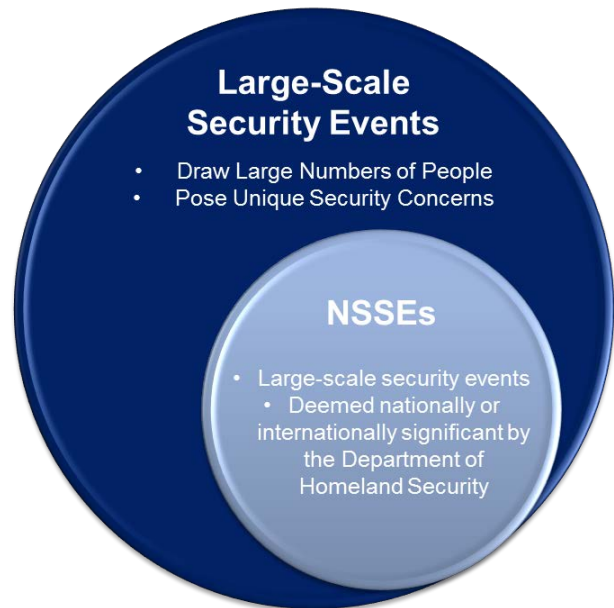 Large-Scale
Security Events
• Draw Large Numbers of People
• Pose Unique Security Concerns
NSSEs
• Large-scale security events
• Deemed nationally or
internationally significant by
the Department of
Homeland Security